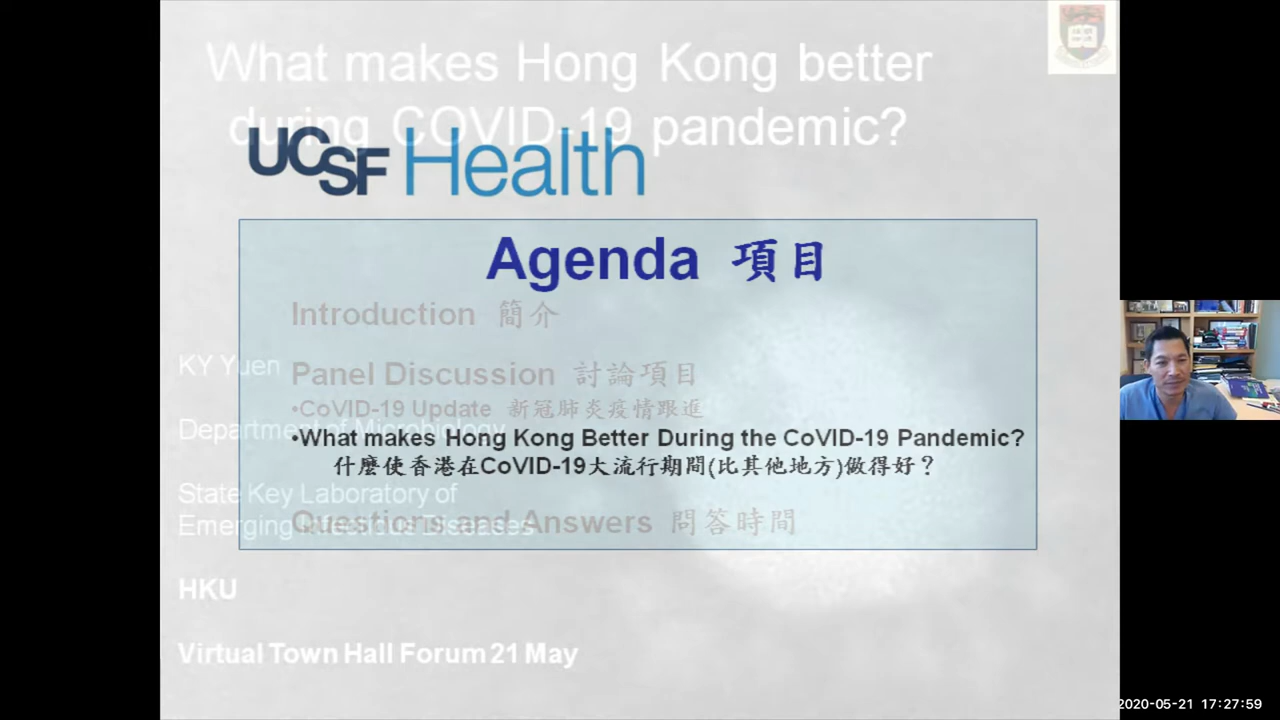 What makes Hong Kong better
during COVID-19 pandemic?
UCSF Health
Agenda 項目
Introduction 簡介
KY Yuen
Panel Discussion 討論項目
•CoVID-19 Update 新冠肺炎疫情跟進
Department of Microbiology
•What makes Hong Kong Better During the CoVID-19 Pandemic?
什麼使香港在CoVID-19大流行期間(比其他地方)做得好？
State Key Laboratory of
Emerging Infectious Diseases
Questions and Answers 問答時間
HKU
Virtual Town Hall Forum 21 May
2020-05-21 17:27:59